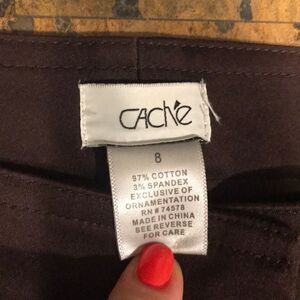 CACHÉ
8
97% COTTON
3% SPANDEX
EXCLUSIVE OF
ORNAMENTATION
RN # 74578
MADE IN CHINA
SEE REVERSE
FOR CARE